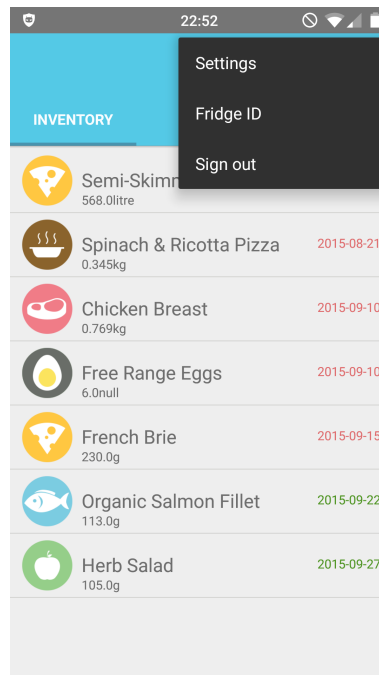 22:52
Settings
INVENTORY
Fridge ID
Sign out
Semi-Skimm
568.0litre
Spinach & Ricotta Pizza 2015-08-21
0.345kg
Chicken Breast 2015-09-10
0.769kg
Free Range Eggs 2015-09-10
6.0null
French Brie 2015-09-15
230.0g
Organic Salmon Fillet 2015-09-22
113.0g
Herb Salad 2015-09-27
105.0g